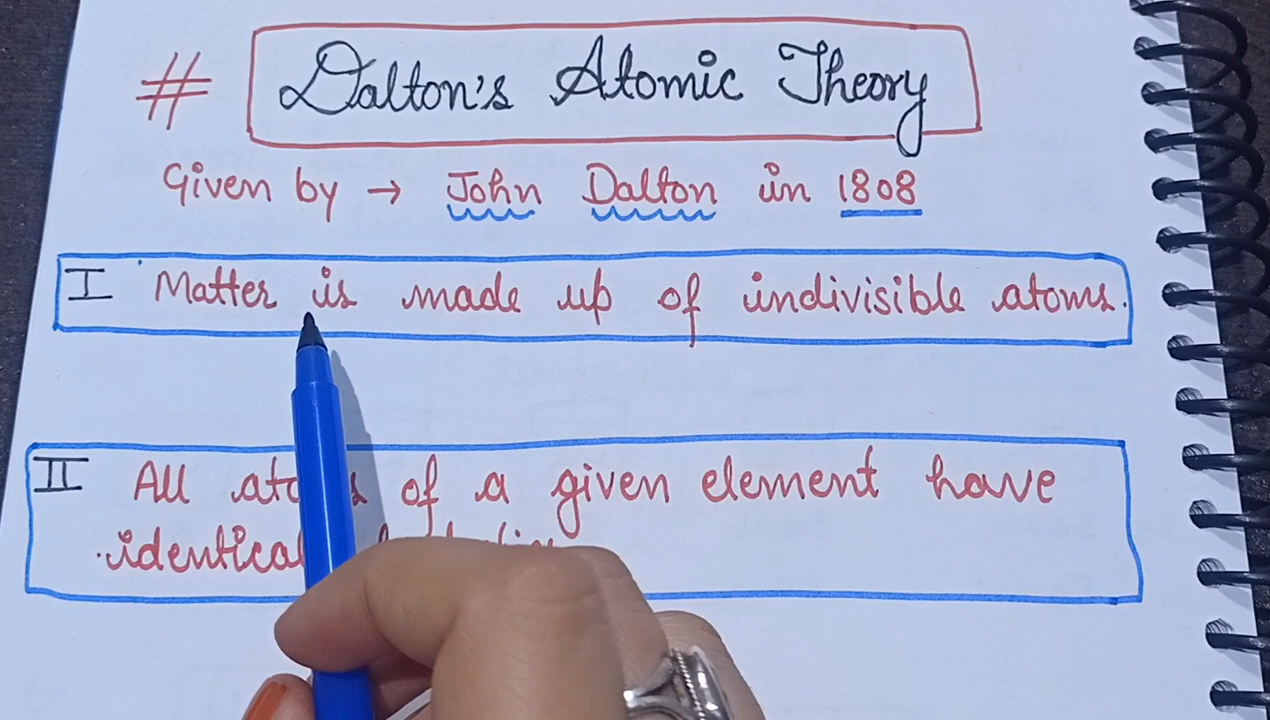 # Dalton's Atomic Theory
Given by → John Dalton in 1808
I Matter is made up of indivisible atoms.
II All of a given element have
identical